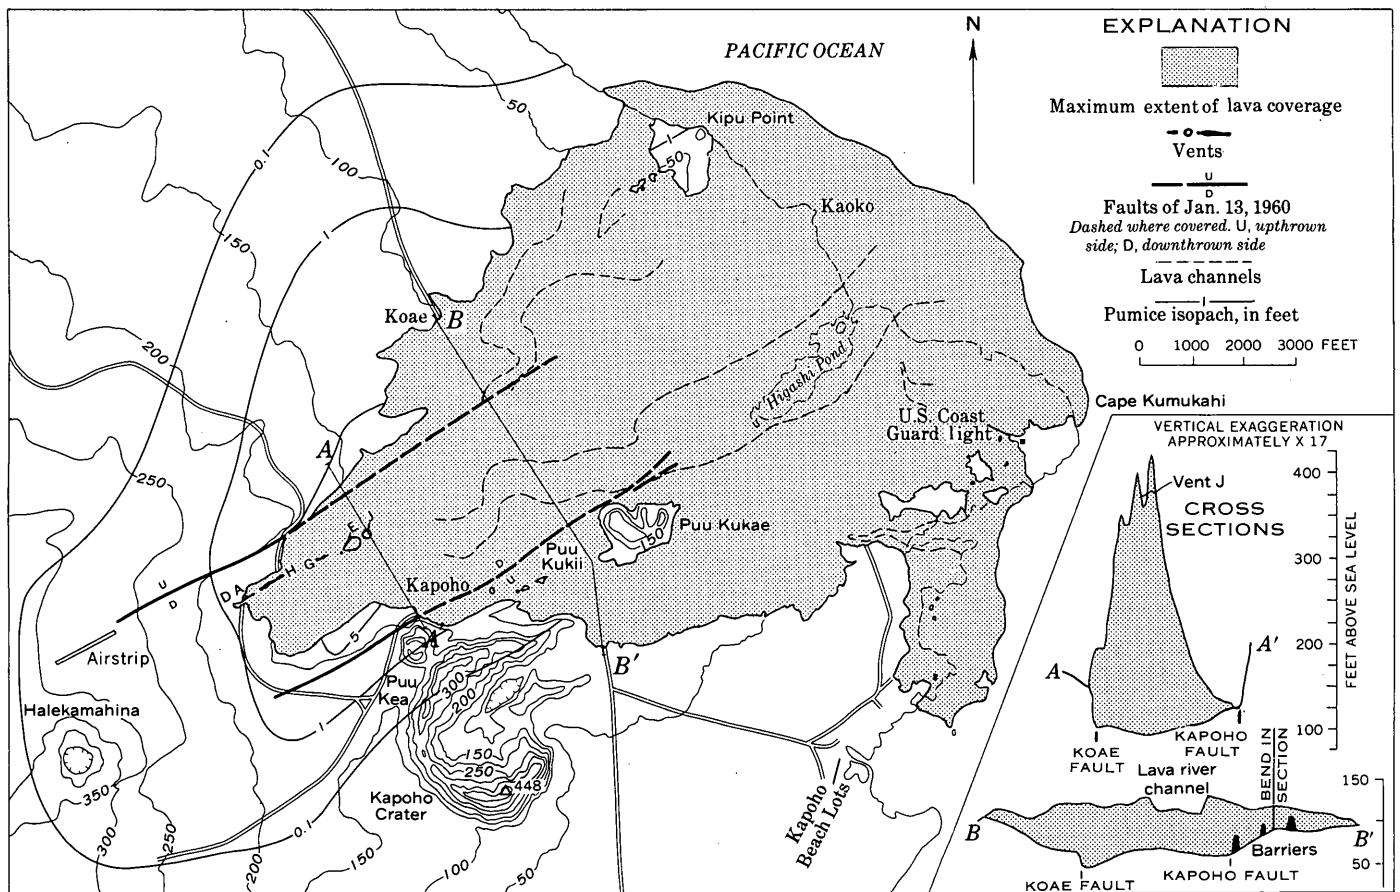 PACIFIC OCEAN
N
50
Kipu Point
1
50
0.1
100
Kaoko
150
1
Koae
B
200
Higashi Pond
U.S. Coast
Guard light
Cape Kumukahi
A
250
E J
Puu Kukae
150
Puu
Kukii
D
U
H G
D A
U
D
Kapoho
5
A'
B'
Airstrip
Puu
Kea
300
200
Halekamahina
1
150
250
448
Kapoho
Crater
350
0.1
300
250
200
150
100
50
Kapoho
Beach Lots
EXPLANATION
Maximum extent of lava coverage
Vents
U
D
Faults of Jan. 13, 1960
Dashed where covered. U, upthrown
side; D, downthrown side
Lava channels
1
Pumice isopach, in feet
0 1000 2000 3000 FEET
VERTICAL EXAGGERATION
APPROXIMATELY X 17
400
Vent J
CROSS
SECTIONS
300
200
100
FEET ABOVE SEA LEVEL
A
A'
KOAE
FAULT
KAPOHO
FAULT
BEND IN
SECTION
Lava river
channel
150
50
B
B'
Barriers
KOAE FAULT
KAPOHO FAULT